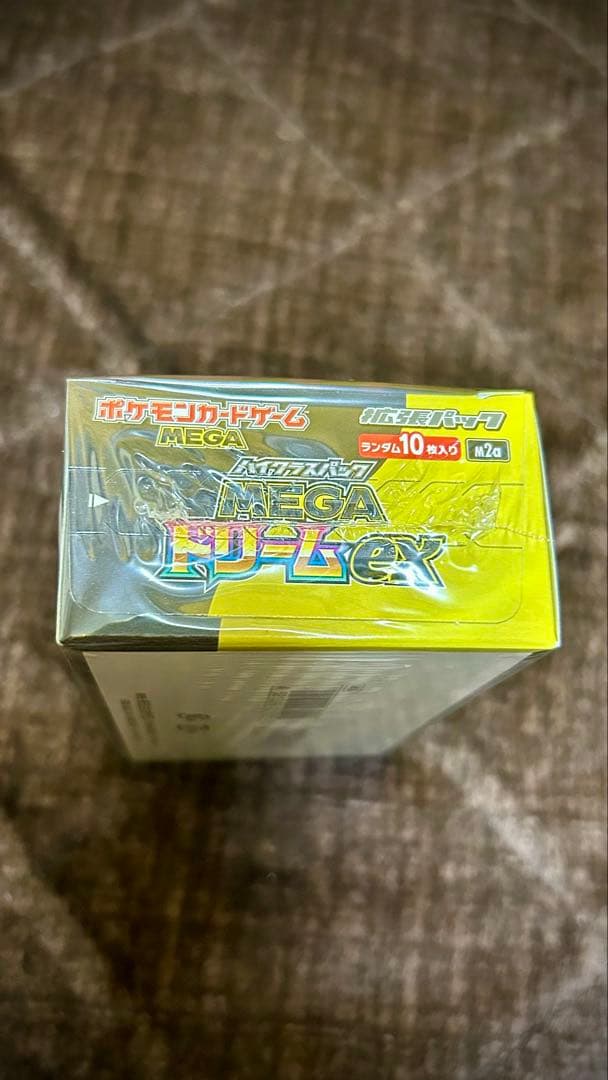 ポケモンカードゲーム
MEGA
拡張パック
ランダム10枚入り
M2a
ハイクラスパック
MEGA
ドリームex